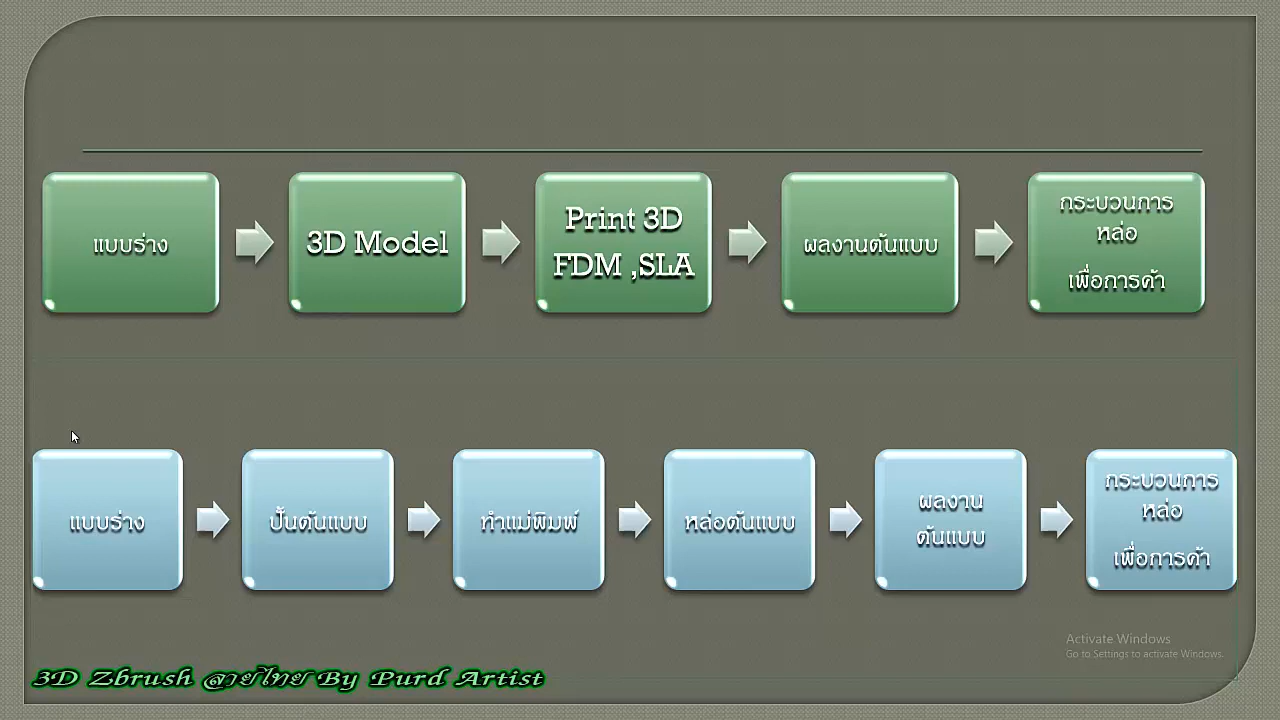 แบบร่าง
3D Model
Print 3D
FDM ,SLA
ผลงานต้นแบบ
กระบวนการ
หล่อ
เพื่อการค้า
แบบร่าง
ปั้นต้นแบบ
ทำแม่พิมพ์
หล่อต้นแบบ
ผลงาน
ต้นแบบ
กระบวนการ
หล่อ
เพื่อการค้า
Activate Windows
Go to Settings to activate Windows.
3D Zbrush ลายไทย By Purd Artist